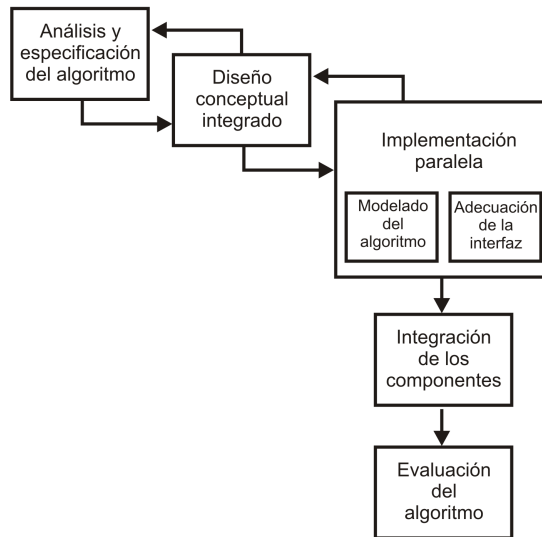 Análisis y
especificación
del algoritmo
Diseño
conceptual
integrado
Implementación
paralela
Modelado
del
algoritmo
Adecuación
de la
interfaz
Integración
de los
componentes
Evaluación
del
algoritmo